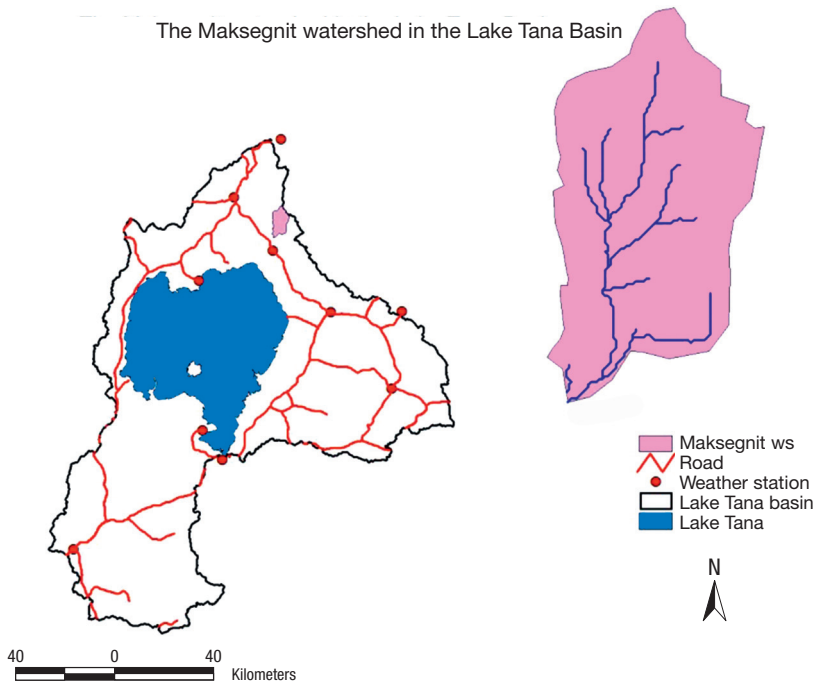 The Maksegnit watershed in the Lake Tana Basin
Maksegnit ws
Road
Weather station
Lake Tana basin
Lake Tana
N
40 0 40
Kilometers